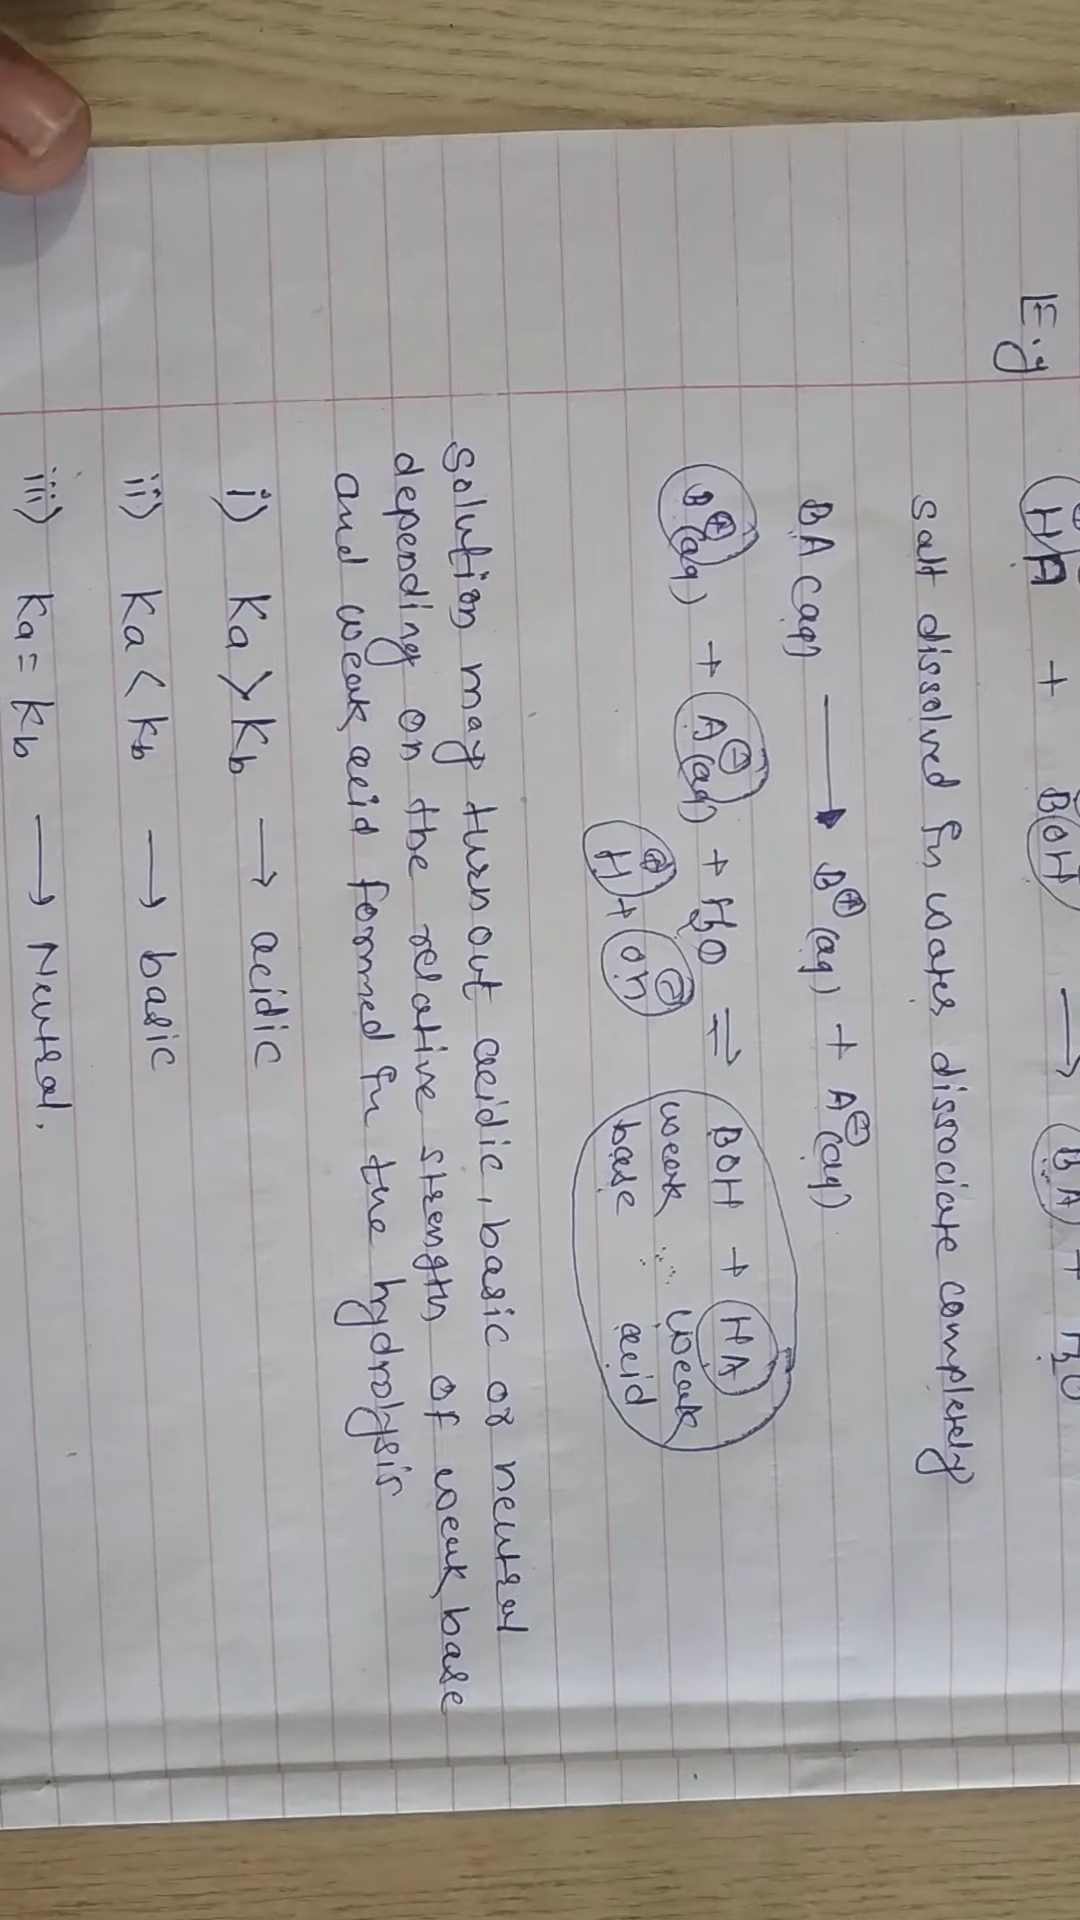 E.g HA + BOH ⟶ BA + H₂O
Salt dissolved in water dissociate completely
BA (aq) ⟶ B⊕(aq) + A⊖(aq)
B⊕(aq) + A⊖(aq) + H₂O ⇌ BOH + HA
H⊕ + OH⊖ weak weak
base acid
Solution may turn out acidic, basic or neutral
depending on the relative strength of weak base
and weak acid formed in the hydrolysis
i) Ka > Kb ⟶ acidic
ii) Ka < Kb ⟶ basic
iii) Ka = Kb ⟶ Neutral.